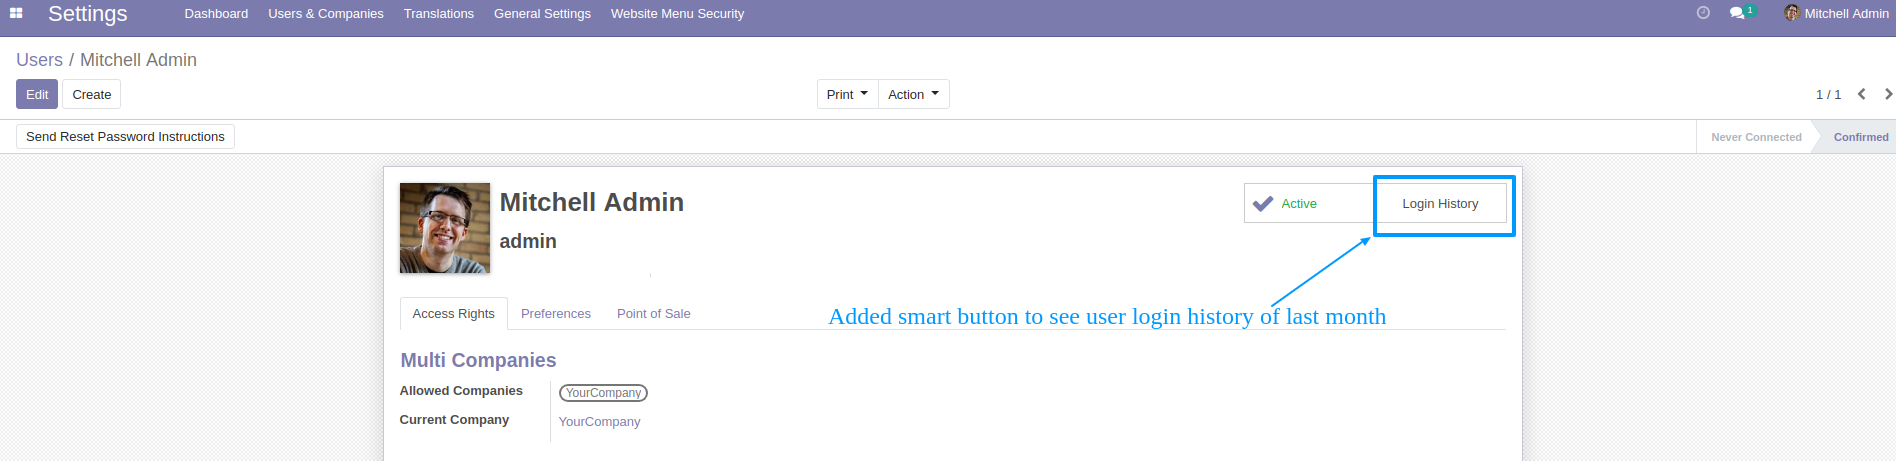 Settings Dashboard Users & Companies Translations General Settings Website Menu Security 1 Mitchell Admin
Users / Mitchell Admin
Edit Create Print Action 1 / 1
Send Reset Password Instructions Never Connected Confirmed
Mitchell Admin
Active Login History
admin
Access Rights Preferences Point of Sale
Added smart button to see user login history of last month
Multi Companies
Allowed Companies YourCompany
Current Company YourCompany